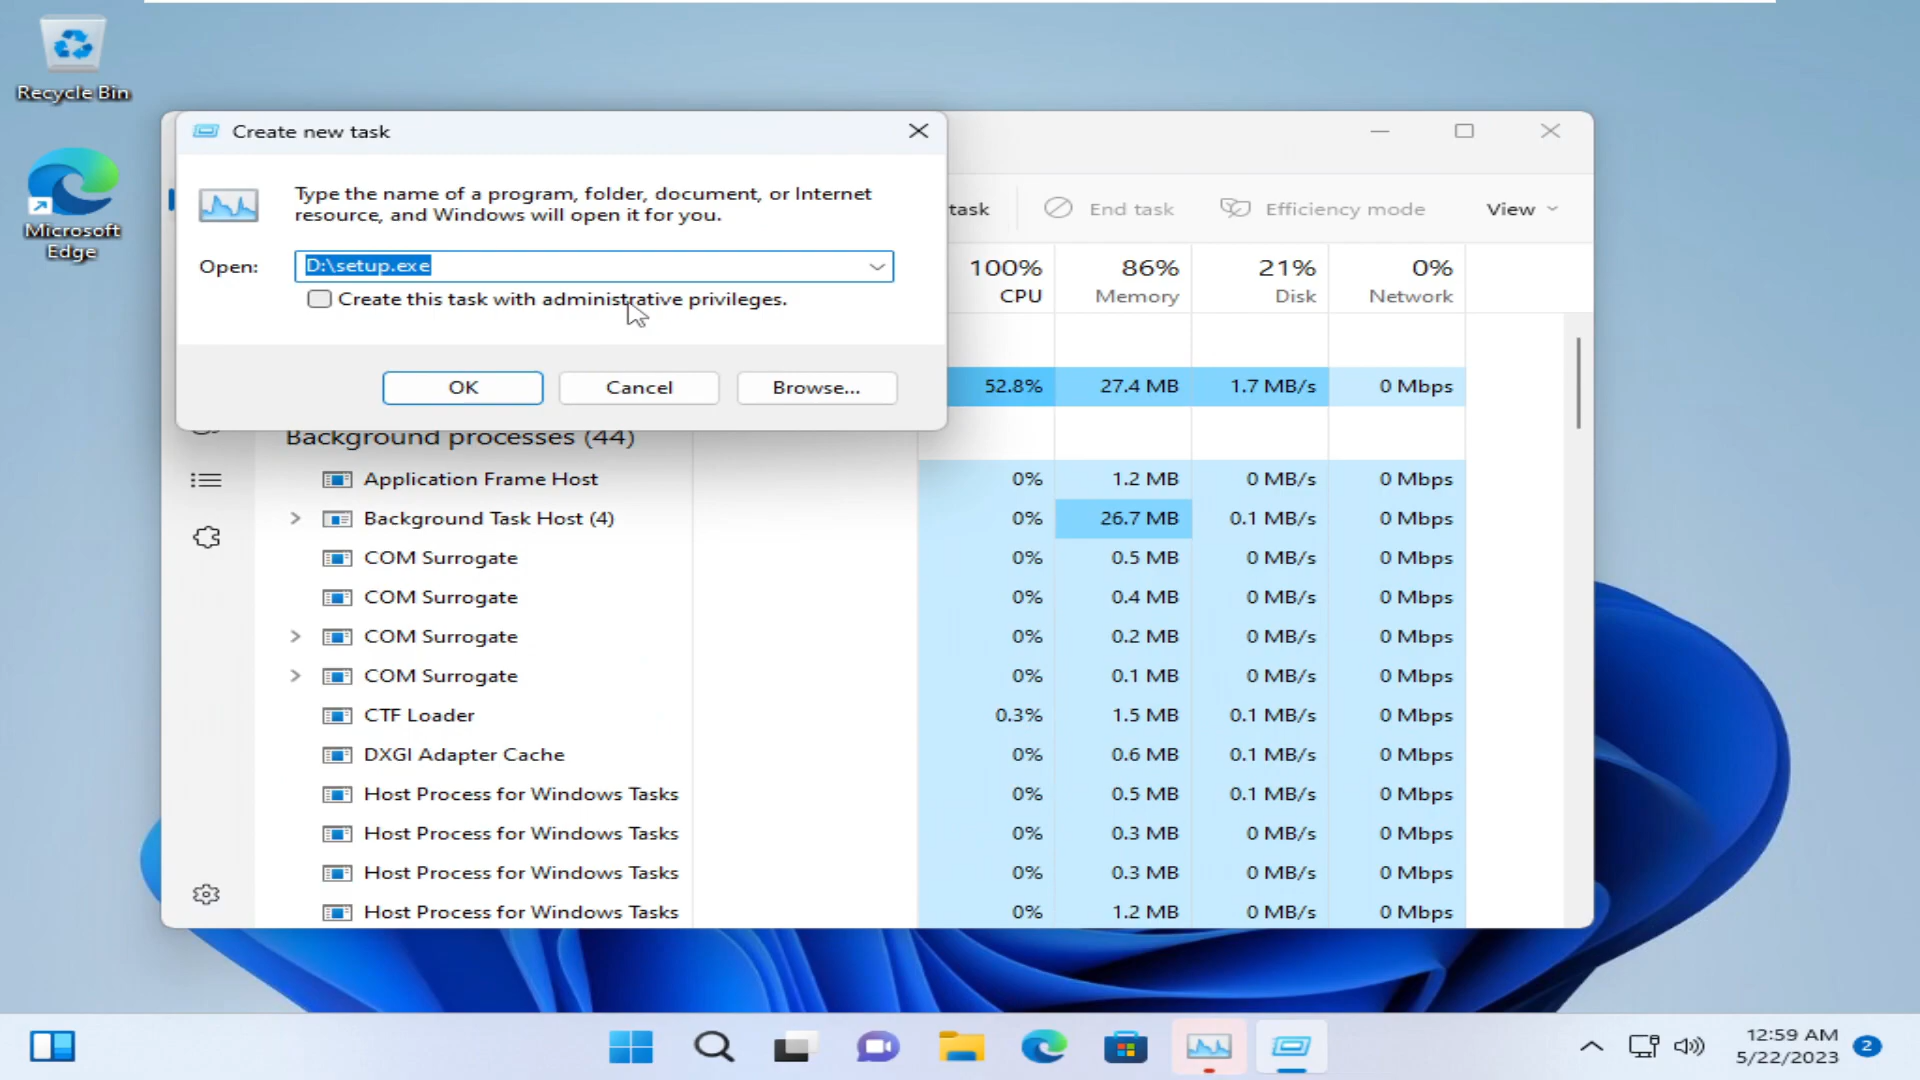 Recycle Bin
Microsoft
Edge
Create new task
Type the name of a program, folder, document, or Internet
resource, and Windows will open it for you.
Open: D:\setup.exe
Create this task with administrative privileges.
OK Cancel Browse...
task End task Efficiency mode View
100% 86% 21% 0%
CPU Memory Disk Network
52.8% 27.4 MB 1.7 MB/s 0 Mbps
Background processes (44)
Application Frame Host 0% 1.2 MB 0 MB/s 0 Mbps
Background Task Host (4) 0% 26.7 MB 0.1 MB/s 0 Mbps
COM Surrogate 0% 0.5 MB 0 MB/s 0 Mbps
COM Surrogate 0% 0.4 MB 0 MB/s 0 Mbps
COM Surrogate 0% 0.2 MB 0 MB/s 0 Mbps
COM Surrogate 0% 0.1 MB 0 MB/s 0 Mbps
CTF Loader 0.3% 1.5 MB 0.1 MB/s 0 Mbps
DXGI Adapter Cache 0% 0.6 MB 0.1 MB/s 0 Mbps
Host Process for Windows Tasks 0% 0.5 MB 0.1 MB/s 0 Mbps
Host Process for Windows Tasks 0% 0.3 MB 0 MB/s 0 Mbps
Host Process for Windows Tasks 0% 0.3 MB 0 MB/s 0 Mbps
Host Process for Windows Tasks 0% 1.2 MB 0 MB/s 0 Mbps
12:59 AM
5/22/2023
2